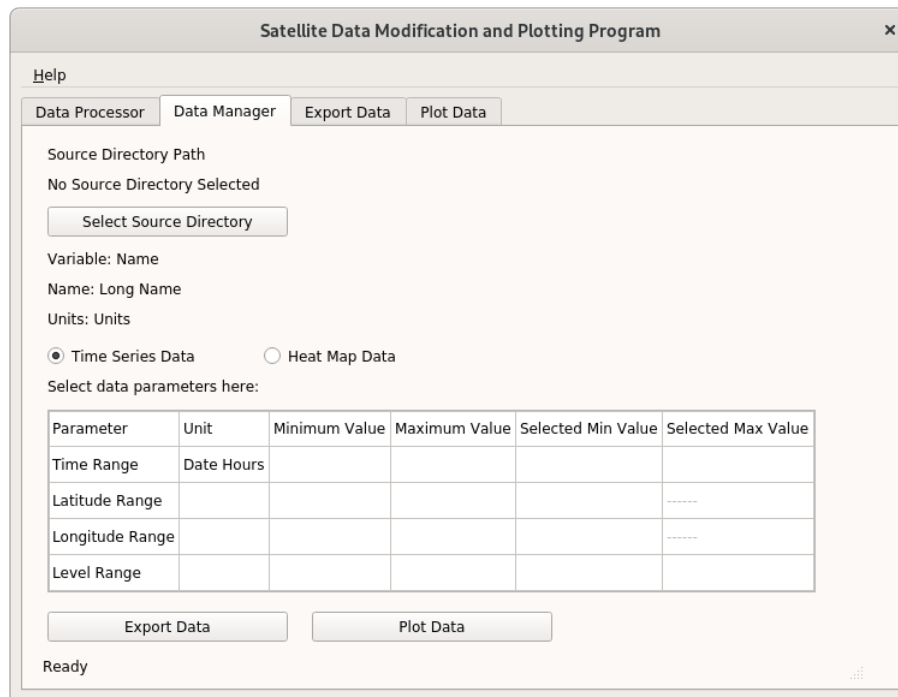 Satellite Data Modification and Plotting Program ×
Help
Data Processor Data Manager Export Data Plot Data
Source Directory Path
No Source Directory Selected
Select Source Directory
Variable: Name
Name: Long Name
Units: Units
Time Series Data Heat Map Data
Select data parameters here:
Parameter Unit Minimum Value Maximum Value Selected Min Value Selected Max Value
Time Range Date Hours
Latitude Range ------
Longitude Range ------
Level Range
Export Data Plot Data
Ready